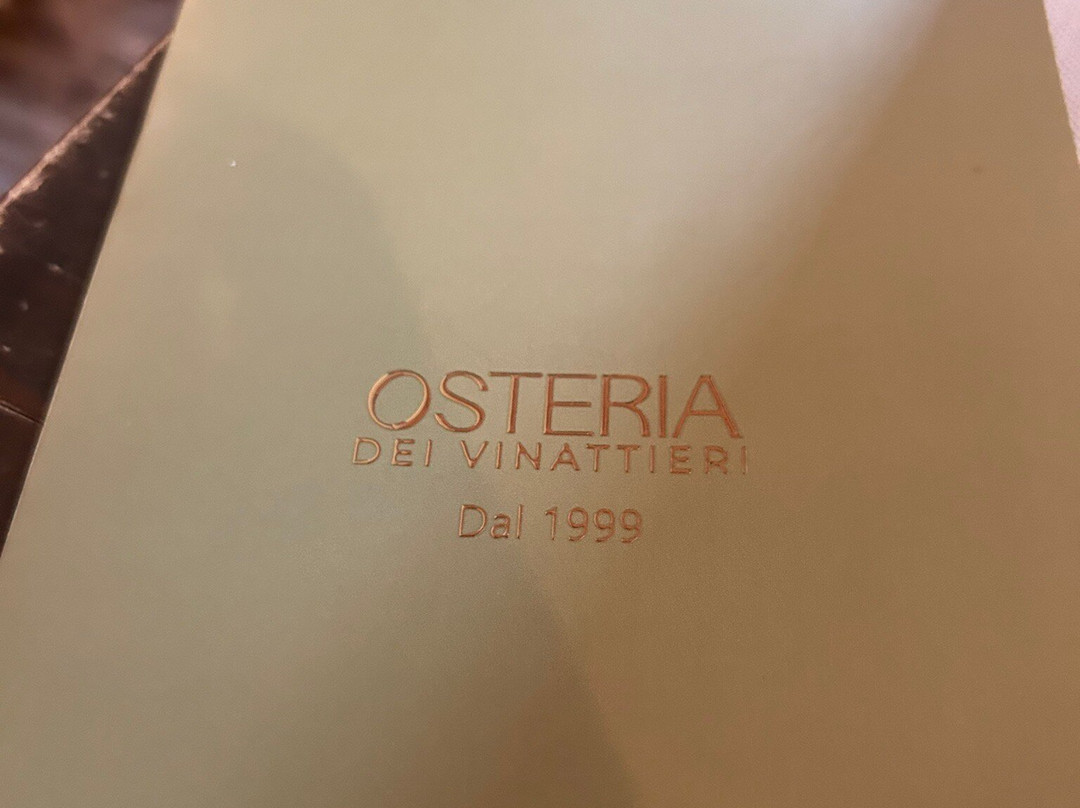 OSTERIA
DEI VINATTIERI
Dal 1999